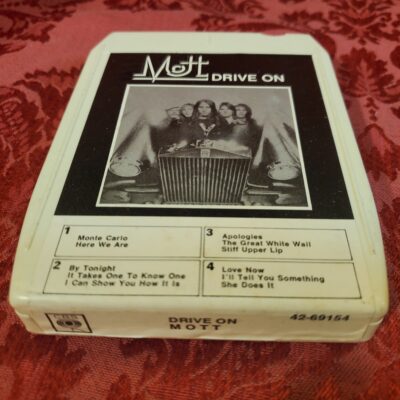 Mott DRIVE ON
1
Monte Carlo
Here We Are
2
By Tonight
It Takes One To Know One
I Can Show You How It Is
3
Apologies
The Great White Wall
Stiff Upper Lip
4
Love Now
I'll Tell You Something
She Does It
CBS
DRIVE ON
MOTT
42-69154